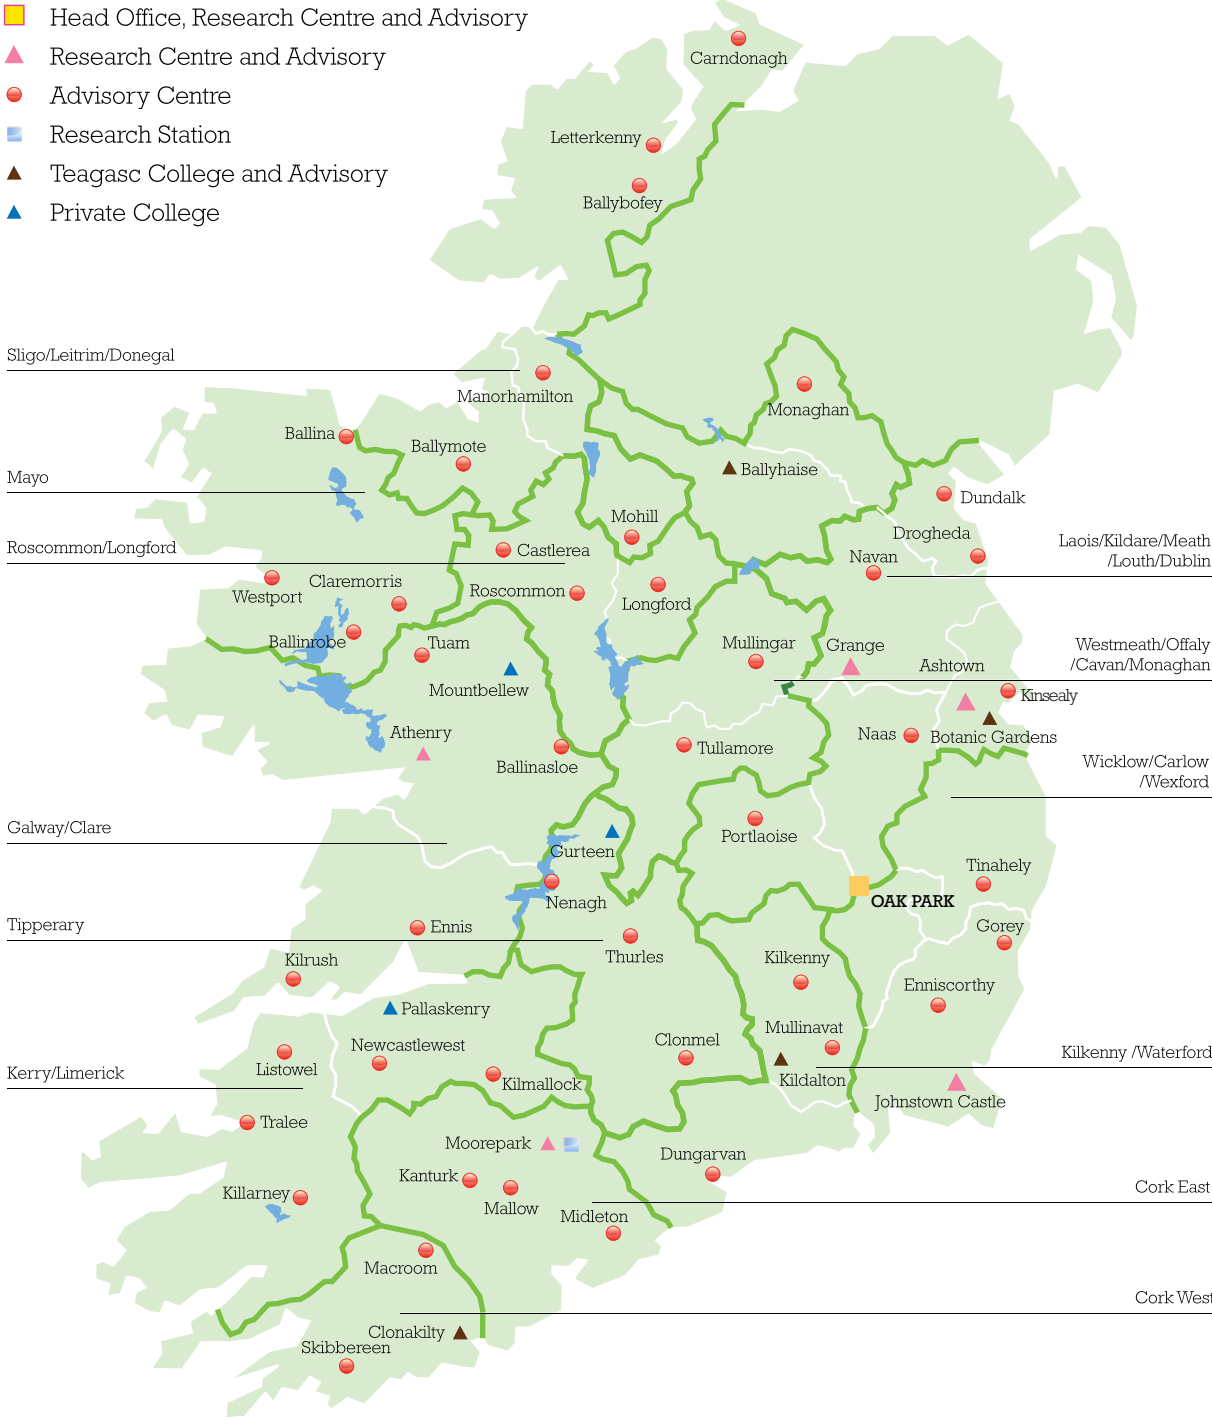 Head Office, Research Centre and Advisory
Research Centre and Advisory
Advisory Centre
Research Station
Teagasc College and Advisory
Private College
Carndonagh
Letterkenny
Ballybofey
Sligo/Leitrim/Donegal
Manorhamilton
Monaghan
Ballina
Ballymote
Ballyhaise
Mayo
Dundalk
Mohill
Drogheda
Roscommon/Longford
Castlerea
Navan
Laois/Kildare/Meath
/Louth/Dublin
Claremorris
Westport
Roscommon
Longford
Ballinrobe
Tuam
Mullingar
Grange
Westmeath/Offaly
/Cavan/Monaghan
Ashtown
Mountbellew
Kinsealy
Athenry
Naas
Botanic Gardens
Tullamore
Ballinasloe
Wicklow/Carlow
/Wexford
Galway/Clare
Portlaoise
Gurteen
Tinahely
Nenagh
OAK PARK
Tipperary
Ennis
Gorey
Thurles
Kilkenny
Kilrush
Enniscorthy
Pallaskenry
Mullinavat
Clonmel
Newcastlewest
Kilkenny /Waterford
Listowel
Kerry/Limerick
Kilmallock
Kildalton
Johnstown Castle
Tralee
Moorepark
Dungarvan
Kanturk
Cork East
Killarney
Mallow
Midleton
Macroom
Cork West
Clonakilty
Skibbereen